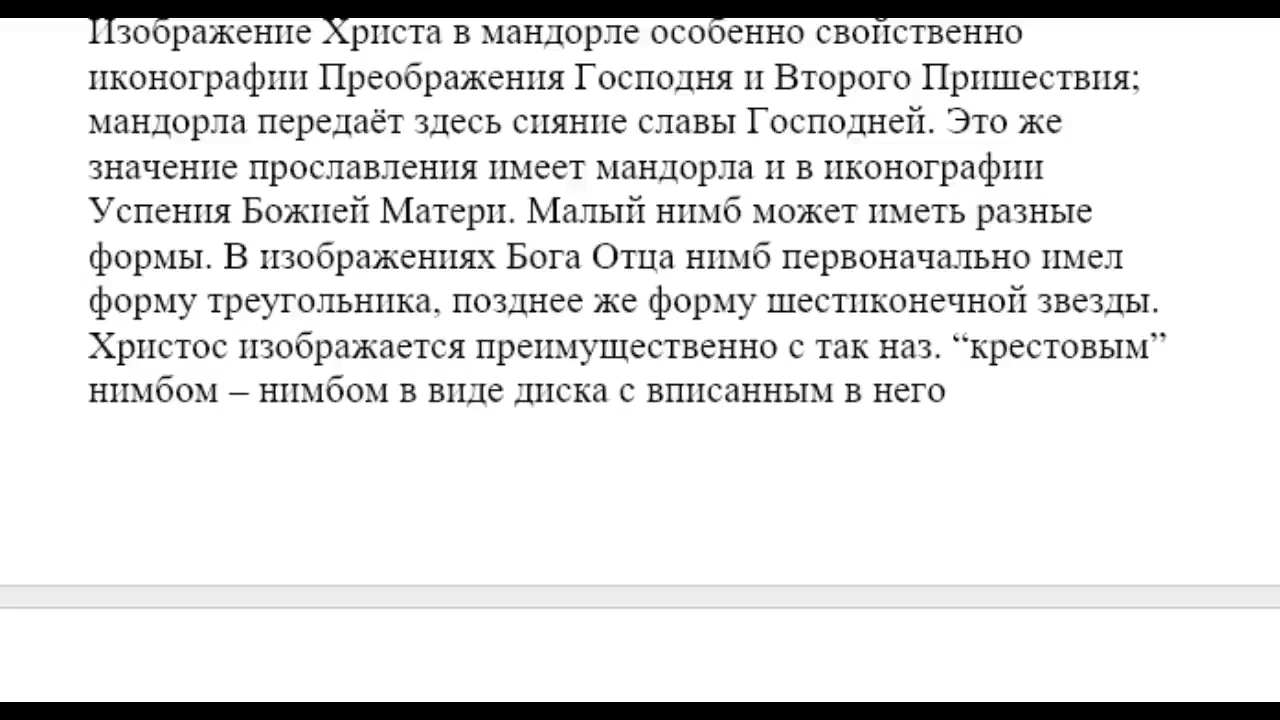 Изображение Христа в мандорле особенно свойственно
иконографии Преображения Господня и Второго Пришествия;
мандорла передаёт здесь сияние славы Господней. Это же
значение прославления имеет мандорла и в иконографии
Успения Божией Матери. Малый нимб может иметь разные
формы. В изображениях Бога Отца нимб первоначально имел
форму треугольника, позднее же форму шестиконечной звезды.
Христос изображается преимущественно с так наз. “крестовым”
нимбом – нимбом в виде диска с вписанным в него